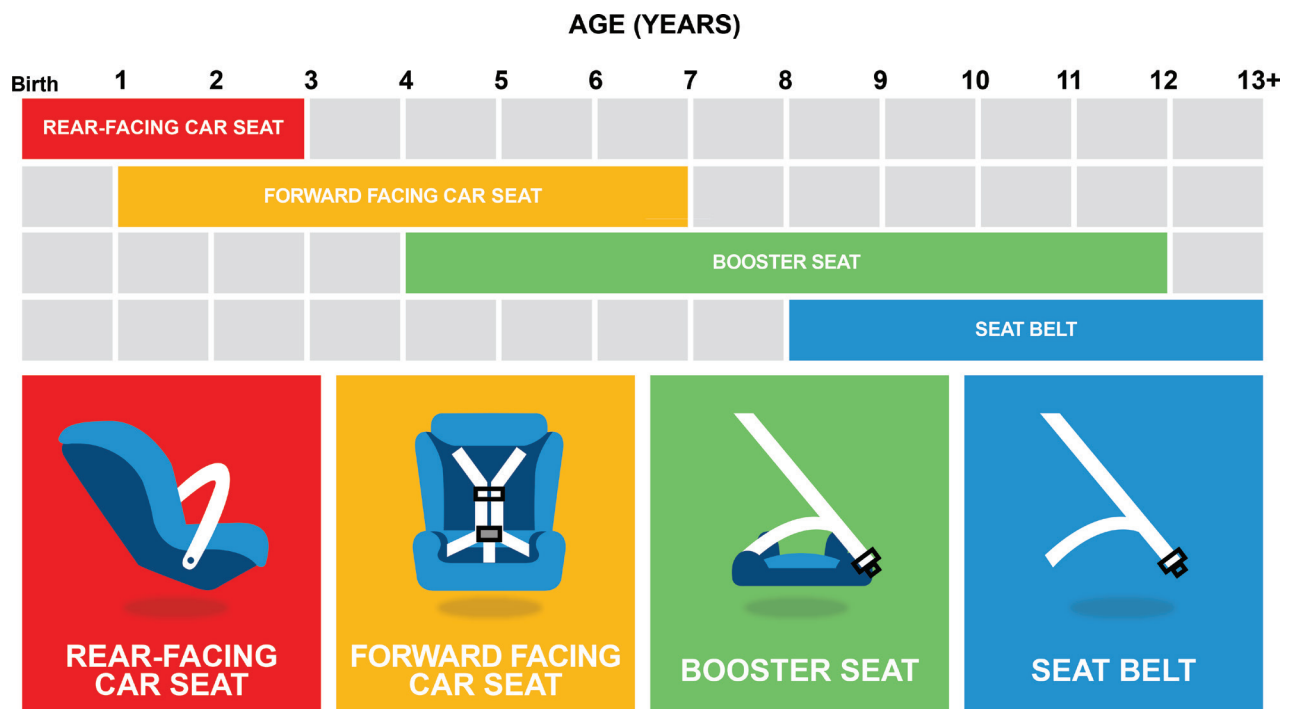 AGE (YEARS)
Birth 1 2 3 4 5 6 7 8 9 10 11 12 13+
REAR-FACING CAR SEAT
FORWARD FACING CAR SEAT
BOOSTER SEAT
SEAT BELT
REAR-FACING
CAR SEAT
FORWARD FACING
CAR SEAT
BOOSTER SEAT
SEAT BELT